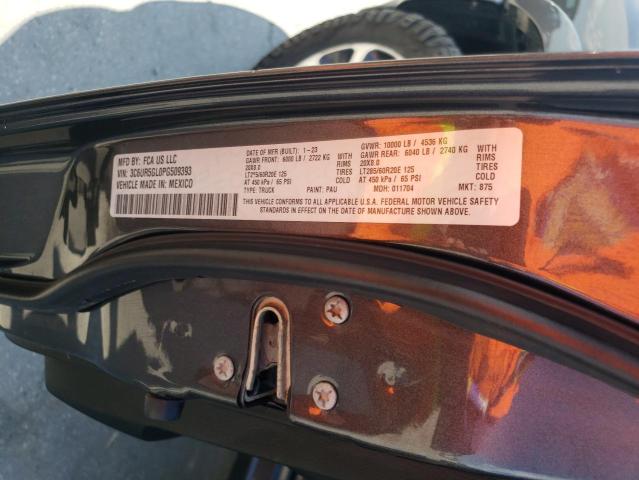 MFD BY: FCA US LLC
DATE OF MFR (BUILT): 1-23
GVWR: 10000 LB / 4536 KG
GAWR FRONT: 6000 LB / 2722 KG
WITH
GAWR REAR: 6040 LB / 2740 KG
WITH
20X8.0
RIMS
20X8.0
RIMS
LT285/60R20E 125
TIRES
LT285/60R20E 125
TIRES
AT 450 kPa / 65 PSI
COLD
AT 450 kPa / 65 PSI
COLD
VIN: 3C6UR5GL0PG509393
TYPE: TRUCK
PAINT: PAU
MDH: 011704
MKT: 875
VEHICLE MADE IN: MEXICO
THIS VEHICLE CONFORMS TO ALL APPLICABLE U.S.A. FEDERAL MOTOR VEHICLE SAFETY
STANDARDS IN EFFECT ON THE DATE OF MANUFACTURE SHOWN ABOVE